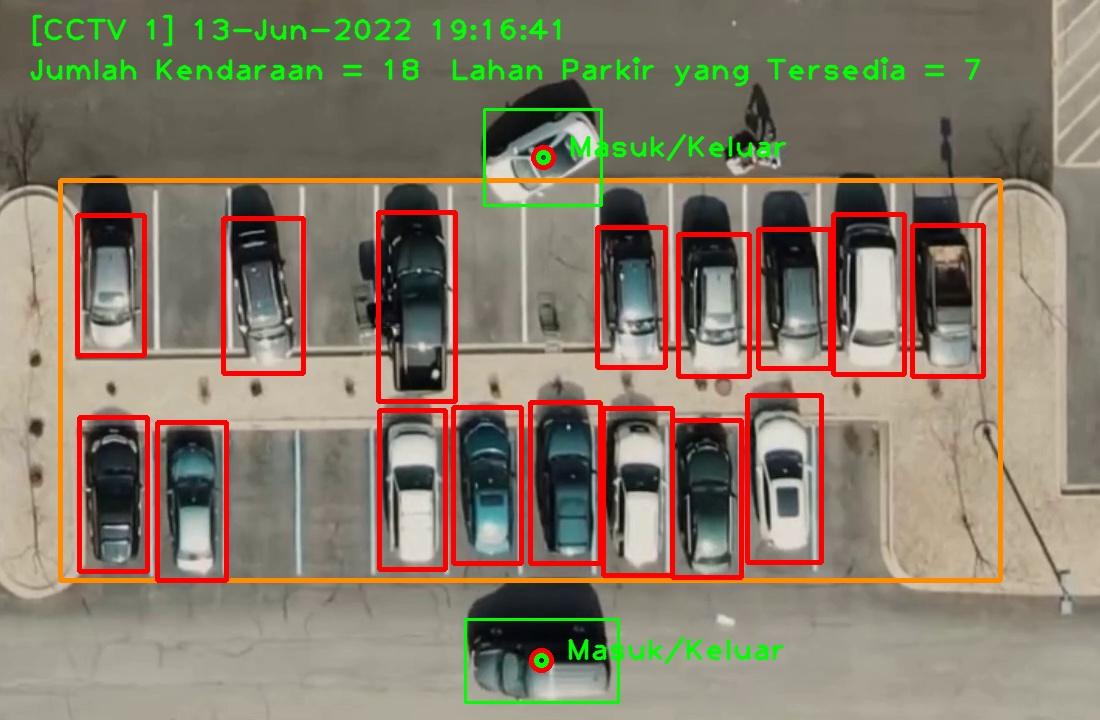 [CCTV 1] 13-Jun-2022 19:16:41
Jumlah Kendaraan = 18 Lahan Parkir yang Tersedia = 7
Masuk/Keluar
Masuk/Keluar